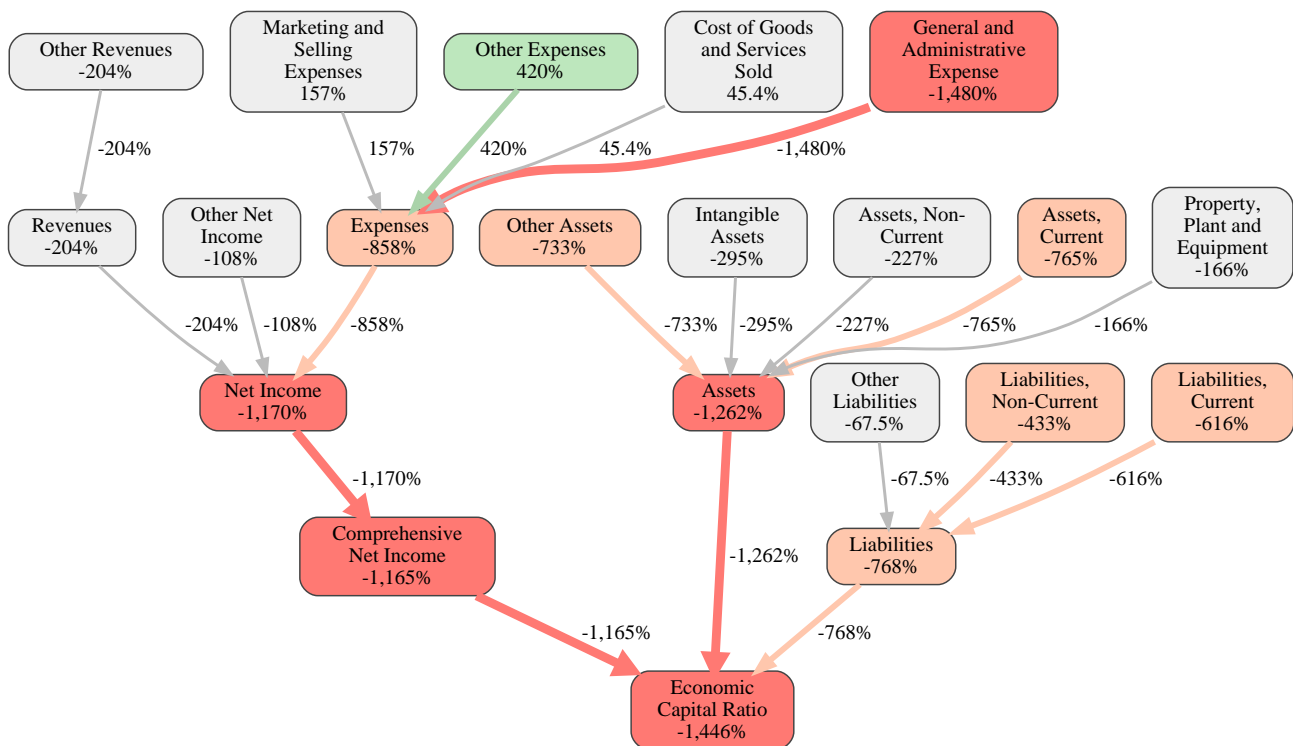 Other Revenues
-204%
Marketing and
Selling
Expenses
157%
Other Expenses
420%
Cost of Goods
and Services
Sold
45.4%
General and
Administrative
Expense
-1,480%
-204%
157%
420%
45.4%
-1,480%
Revenues
-204%
Other Net
Income
-108%
Expenses
-858%
Other Assets
-733%
Intangible
Assets
-295%
Assets, Non-
Current
-227%
Assets,
Current
-765%
Property,
Plant and
Equipment
-166%
-204%
-108%
-858%
-733%
-295%
-227%
-765%
-166%
Net Income
-1,170%
Assets
-1,262%
Other
Liabilities
-67.5%
Liabilities,
Non-Current
-433%
Liabilities,
Current
-616%
-1,170%
-67.5%
-433%
-616%
Comprehensive
Net Income
-1,165%
-1,262%
Liabilities
-768%
-1,165%
-768%
Economic
Capital Ratio
-1,446%